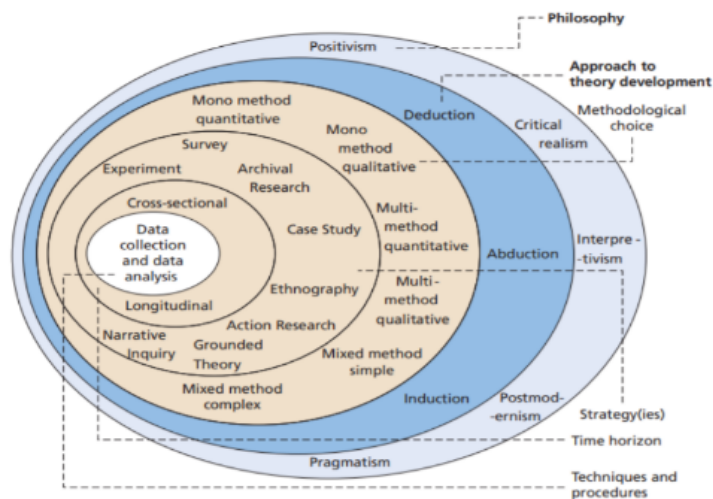 Philosophy
Positivism
Approach to
theory development
Mono method
quantitative
Deduction
Methodological
choice
Critical
realism
Mono
method
qualitative
Survey
Experiment
Archival
Research
Cross-sectional
Data
collection
and data
analysis
Case Study
Multi-
method
quantitative
Abduction
Interpre-
-tivism
Ethnography
Multi-
method
qualitative
Longitudinal
Action Research
Narrative
Inquiry
Grounded
Theory
Mixed method
simple
Mixed method
complex
Induction
Postmod-
-ernism
Strategy(ies)
Time horizon
Pragmatism
Techniques and
procedures